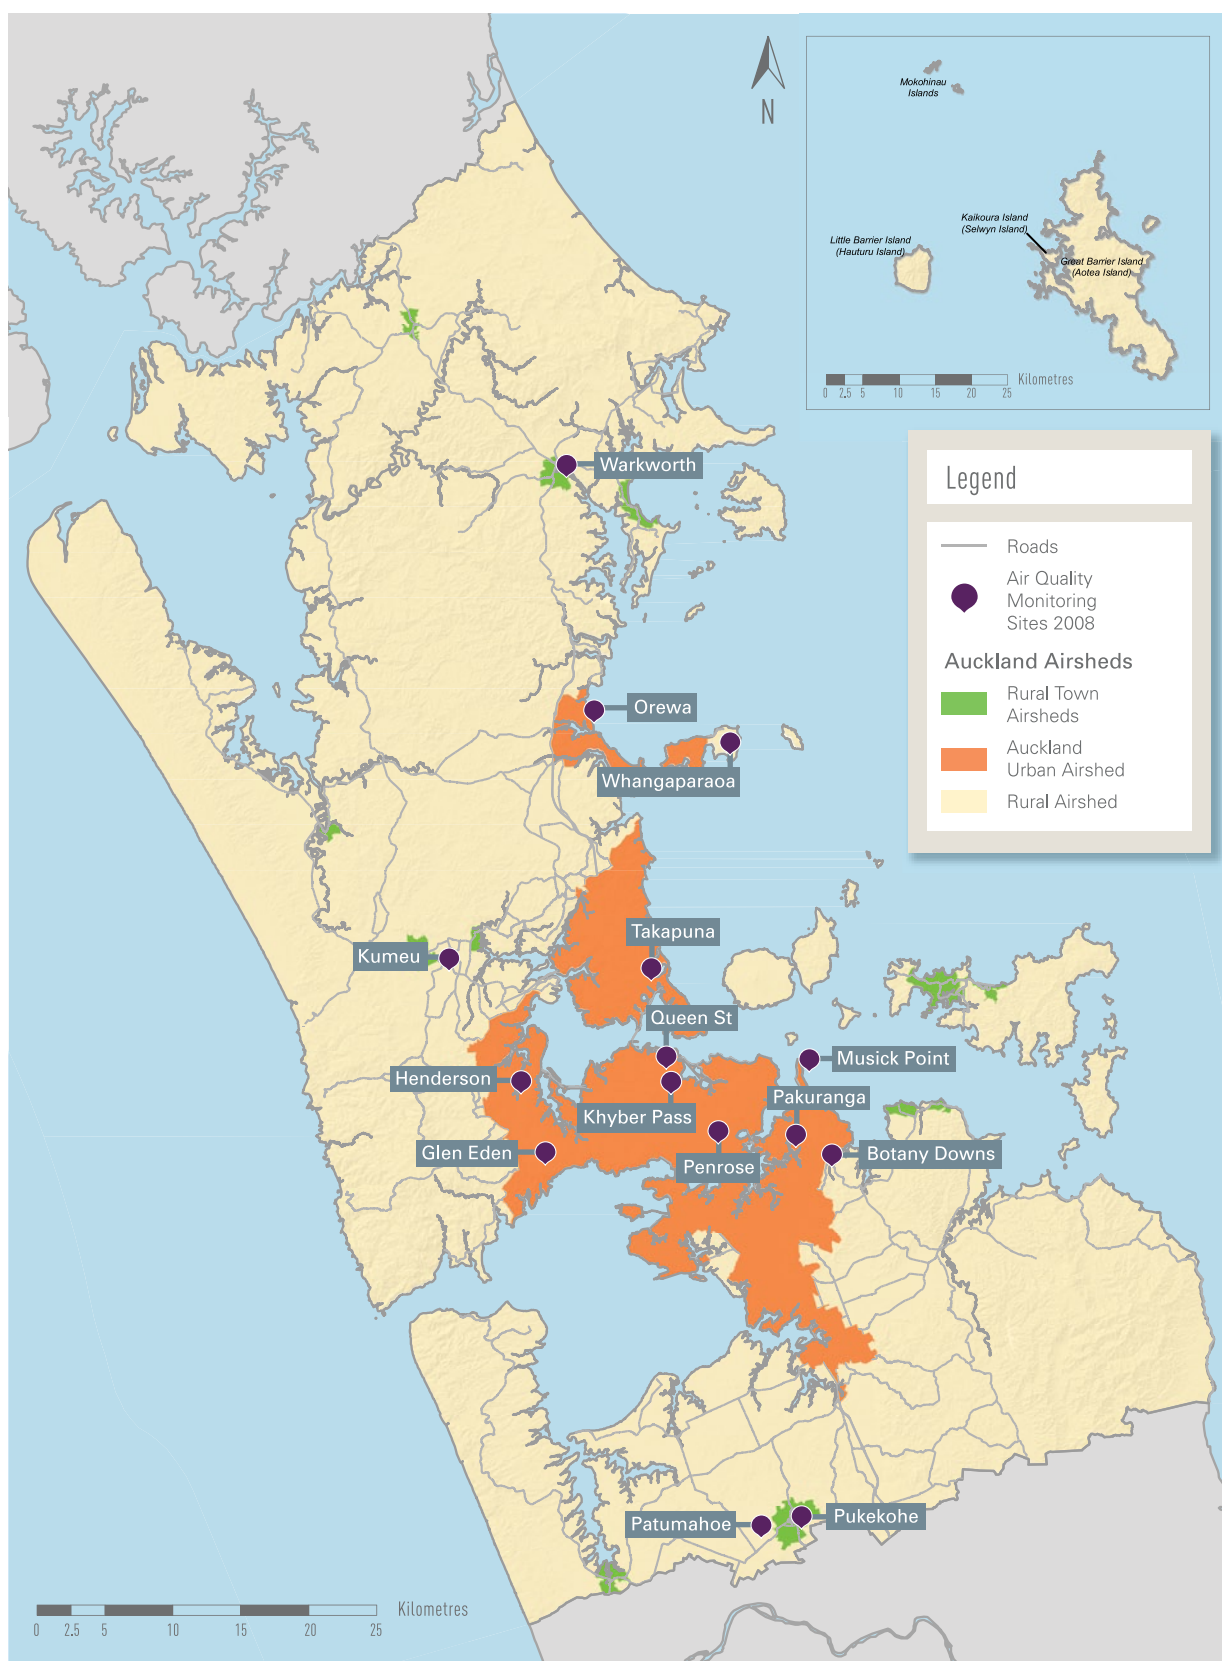 N
Mokohinau
Islands
Kaikoura Island
(Selwyn Island)
Little Barrier Island
(Hauturu Island)
Great Barrier Island
(Aotea Island)
Kilometres
0 2.5 5 10 15 20 25
Legend
Roads
Air Quality
Monitoring
Sites 2008
Auckland Airsheds
Rural Town
Airsheds
Auckland
Urban Airshed
Rural Airshed
Warkworth
Orewa
Whangaparaoa
Takapuna
Kumeu
Queen St
Musick Point
Henderson
Pakuranga
Khyber Pass
Glen Eden
Botany Downs
Penrose
Pukekohe
Patumahoe
Kilometres
0 2.5 5 10 15 20 25